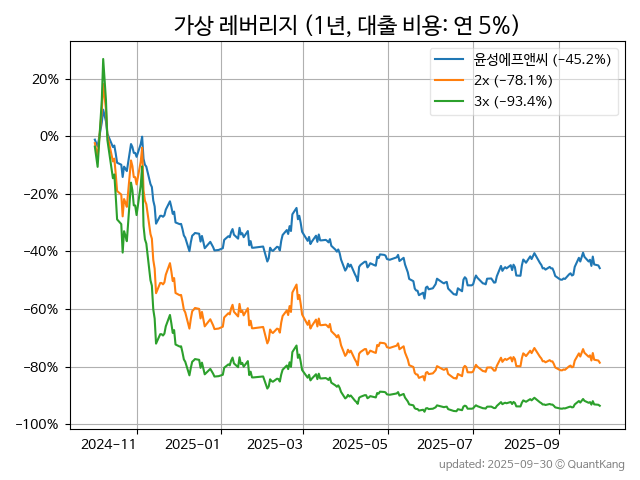 가상 레버리지 (1년, 대출 비용: 연 5%)
윤성에프앤씨 (-45.2%)
2x (-78.1%)
3x (-93.4%)
20%
0%
−20%
−40%
−60%
−80%
−100%
2024-11 2025-01 2025-03 2025-05 2025-07 2025-09
updated: 2025-09-30 © QuantKang